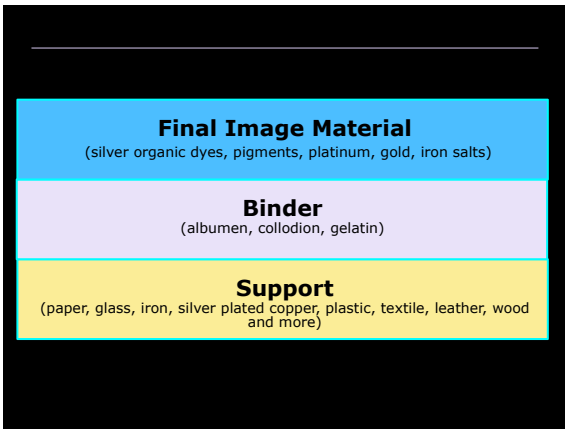 Final Image Material
(silver organic dyes, pigments, platinum, gold, iron salts)
Binder
(albumen, collodion, gelatin)
Support
(paper, glass, iron, silver plated copper, plastic, textile, leather, wood
and more)